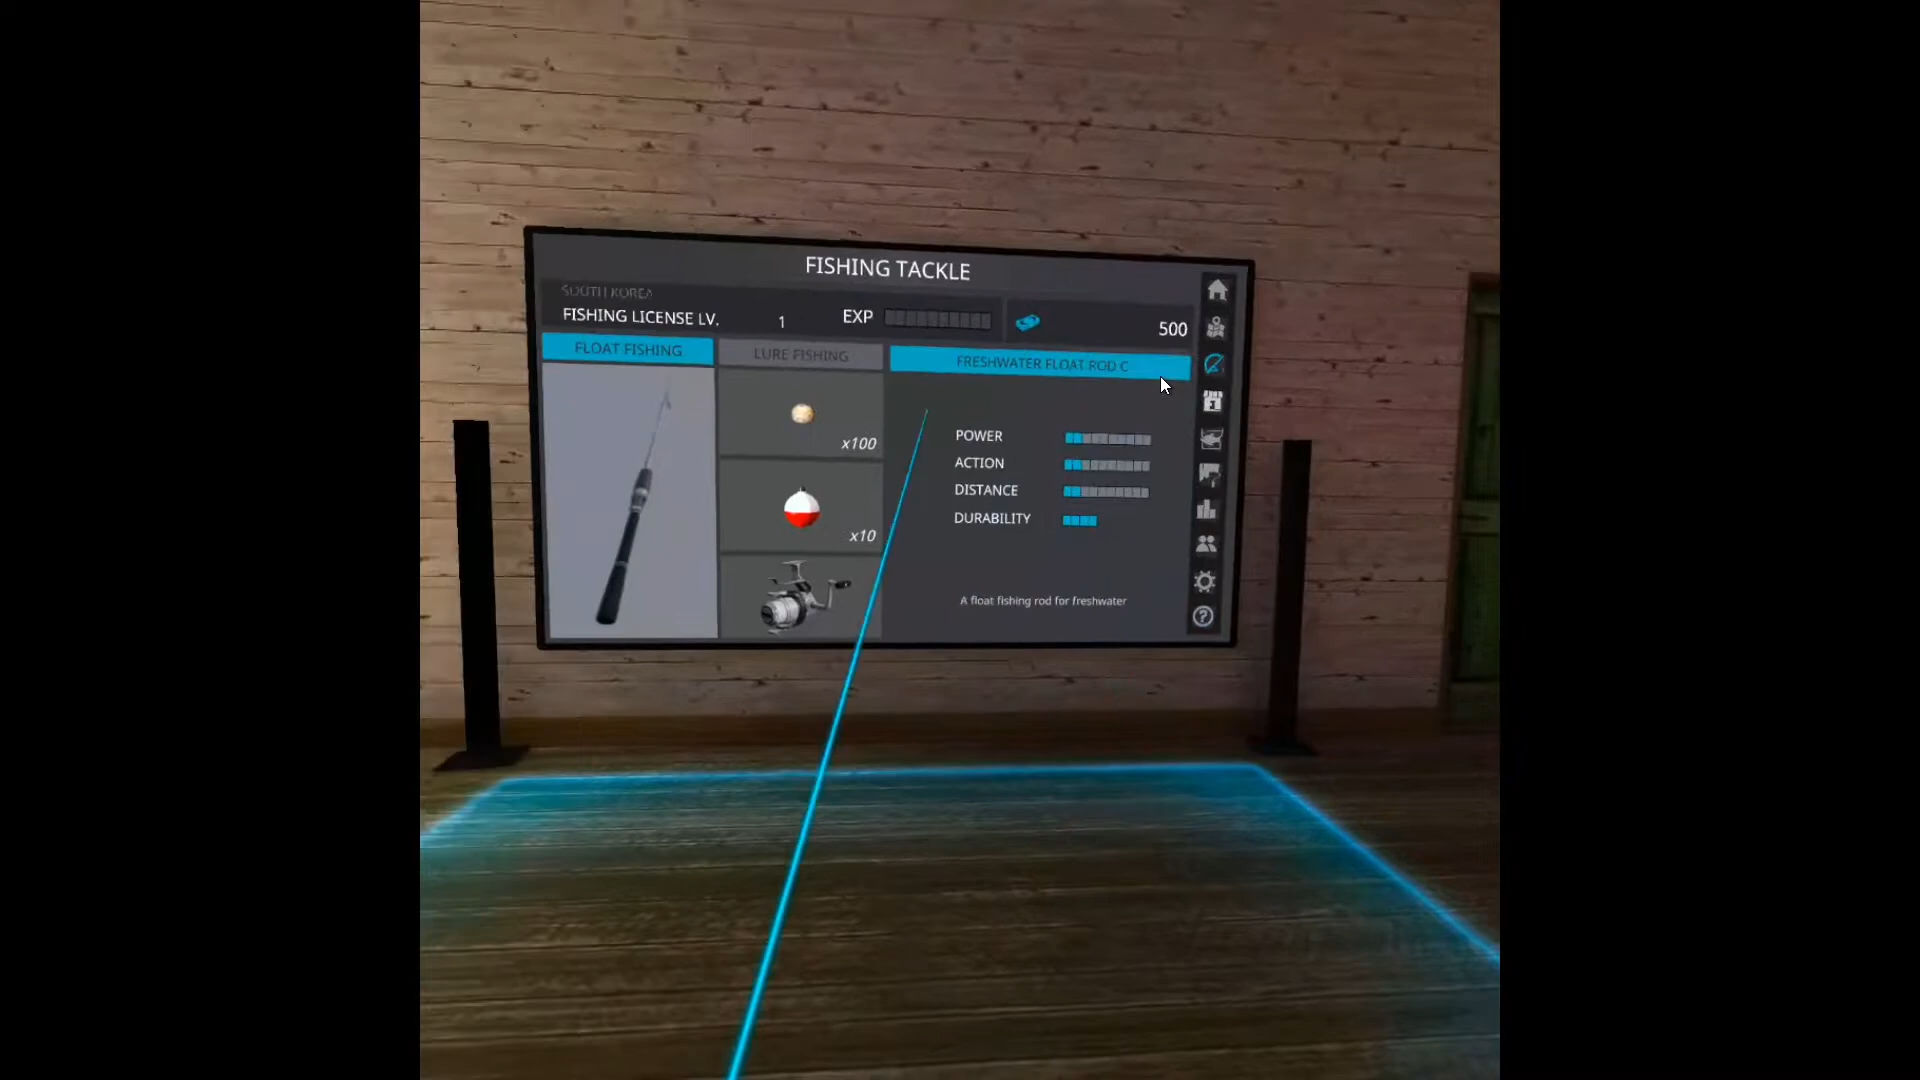 FISHING TACKLE
SOUTH KOREA
FISHING LICENSE LV. 1 EXP 500
FLOAT FISHING LURE FISHING FRESHWATER FLOAT ROD C
x100
POWER
ACTION
DISTANCE
x10
DURABILITY
A float fishing rod for freshwater
?